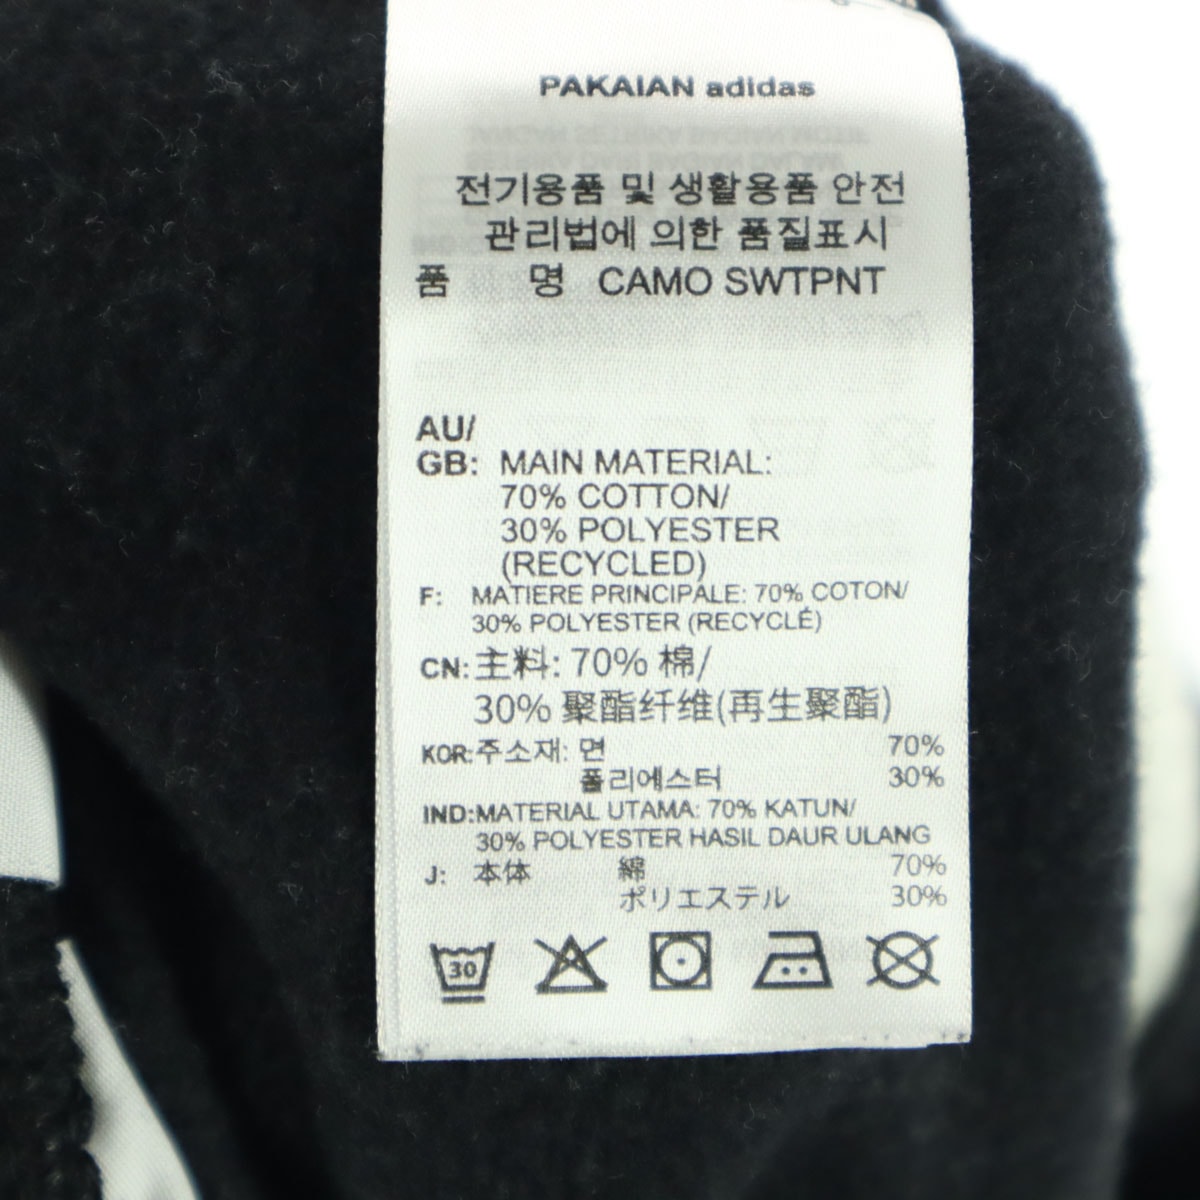 PAKAIAN adidas
전기용품 및 생활용품 안전
관리법에 의한 품질표시
품 명 CAMO SWTPNT
AU/
GB: MAIN MATERIAL:
70% COTTON/
30% POLYESTER
(RECYCLED)
F: MATIERE PRINCIPALE: 70% COTON/
30% POLYESTER (RECYCLÉ)
CN: 主料: 70% 棉/
30% 聚酯纤维(再生聚酯)
KOR: 주소재: 면 70%
폴리에스터 30%
IND: MATERIAL UTAMA: 70% KATUN/
30% POLYESTER HASIL DAUR ULANG
J: 本体 綿 70%
ポリエステル 30%
30